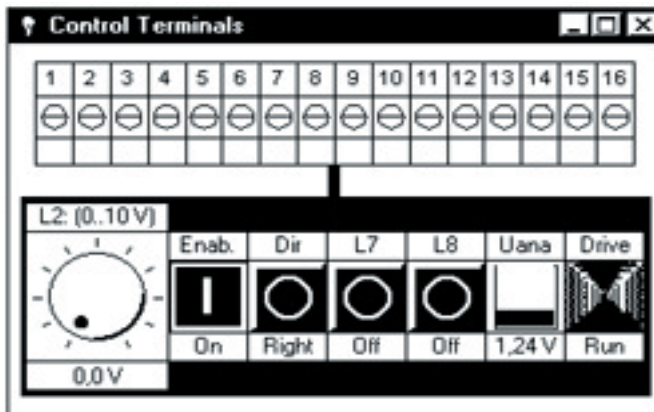 Control Terminals
1 2 3 4 5 6 7 8 9 10 11 12 13 14 15 16
L2: (0..10 V)
Enab. Dir L7 L8 Uana Drive
On Right Off Off 1,24 V Run
0,0 V